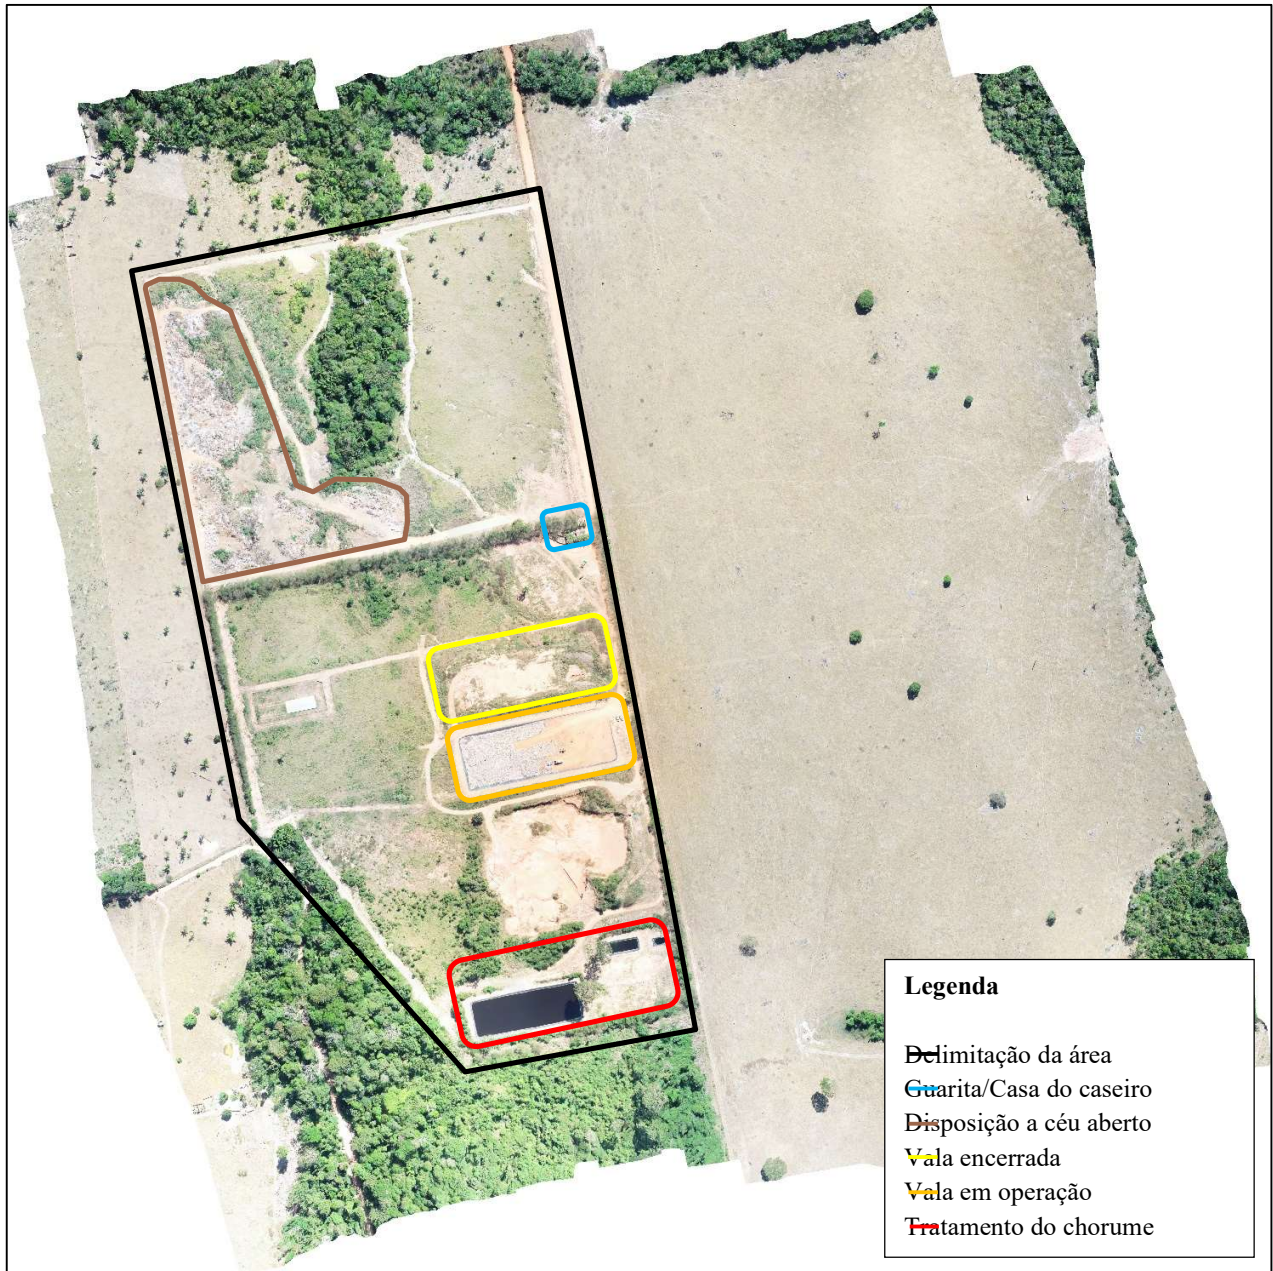 Legenda
Delimitação da área
Guarita/Casa do caseiro
Disposição a céu aberto
Vala encerrada
Vala em operação
Tratamento do chorume